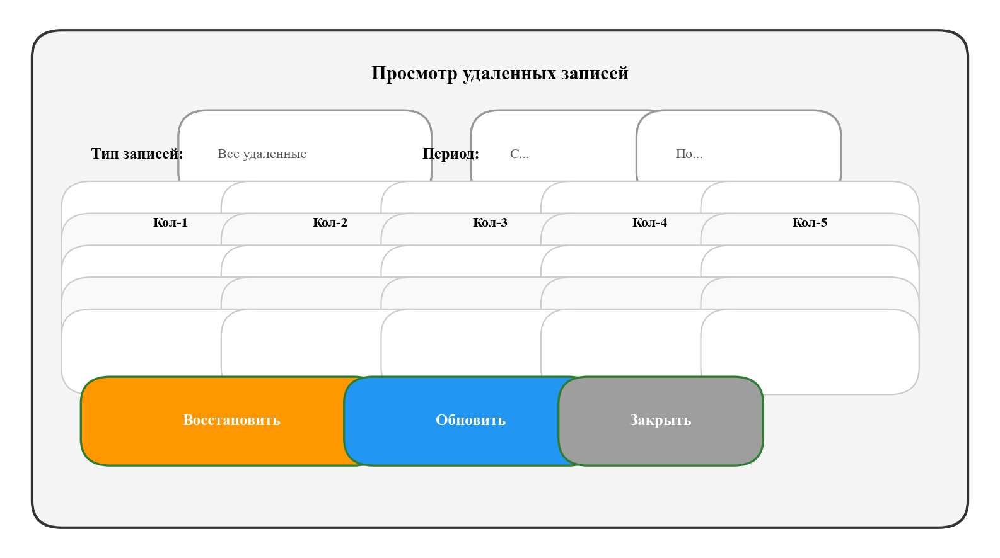 Просмотр удаленных записей
Тип записей: Все удаленные Период: С... По...
Кол-1 Кол-2 Кол-3 Кол-4 Кол-5
Восстановить Обновить Закрыть